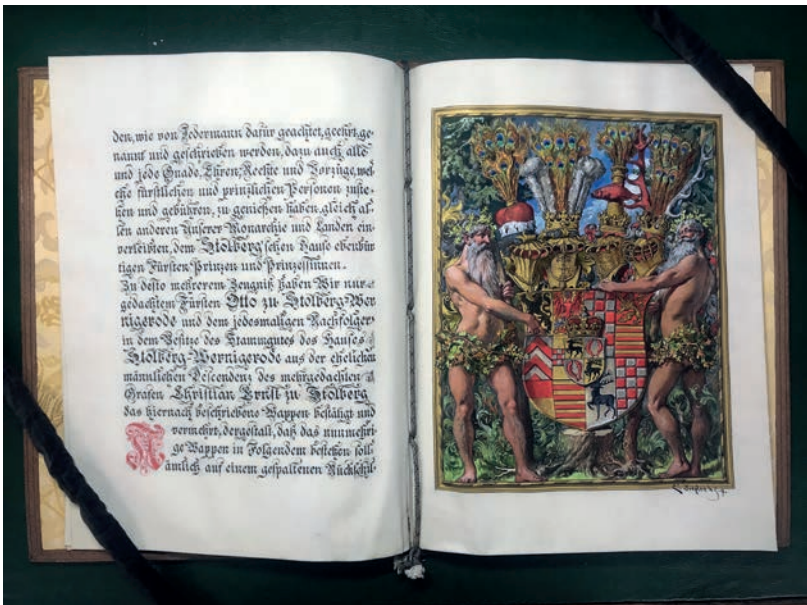 den, wie von Jedermann dafür geachtet, geehrt, ge-
nannt und geschrieben werden, dazu auch alle
und jede Gnade, Ehren, Rechte und Vorzüge, wel
che fürstlichen und prinzlichen Personen zuste-
hen und gebühren, zu genießen haben, gleich al-
len anderen Unserer Monarchie und Landen ein-
verleibten, dem Stolberg'schen Hause ebenbür
tigen Fürsten Prinzen und Prinzessinnen.
Zu desto mehrerem Zeugniß haben Wir nur-
gedachtem Fürsten Otto zu Stolberg-Wer
nigerode und dem jedesmaligen Nachfolger
in dem Besitze des Stammgutes des Hauses
Stolberg-Wernigerode aus der ehelichen
männlichen Descendenz des mehrgedachten
Grafen Christian Ernst zu Stolberg
das hiernach beschriebene Wappen bestätigt und
vermehrt, dergestalt, daß das nunmehri
ge Wappen in Folgendem bestehen soll:
Nämlich auf einem gespaltenen Rückschil-